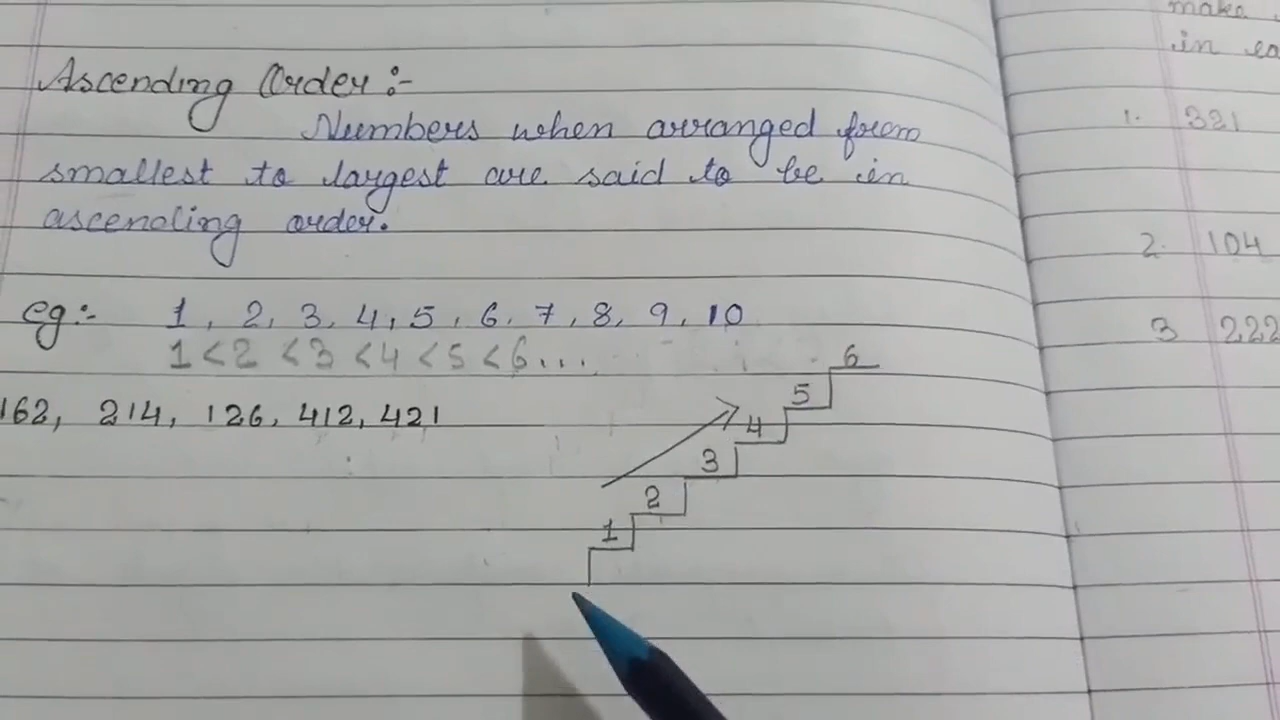 Ascending Order :-
Numbers when arranged from
smallest to largest are said to be in
ascending order.
eg:- 1, 2, 3, 4, 5, 6, 7, 8, 9, 10
1 < 2 < 3 < 4 < 5 < 6 ...
162, 214, 126, 412, 421
6
5
4
3
2
1
make
in
1. 321
2. 104
3 222